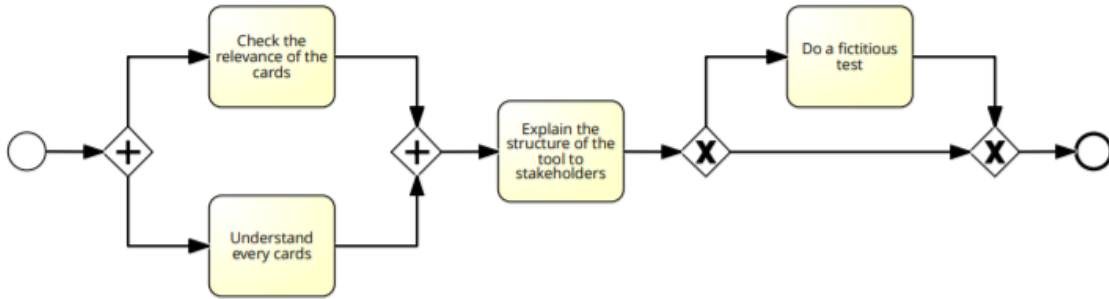 Check the
relevance of the
cards
Understand
every cards
Explain the
structure of the
tool to
stakeholders
Do a fictitious
test